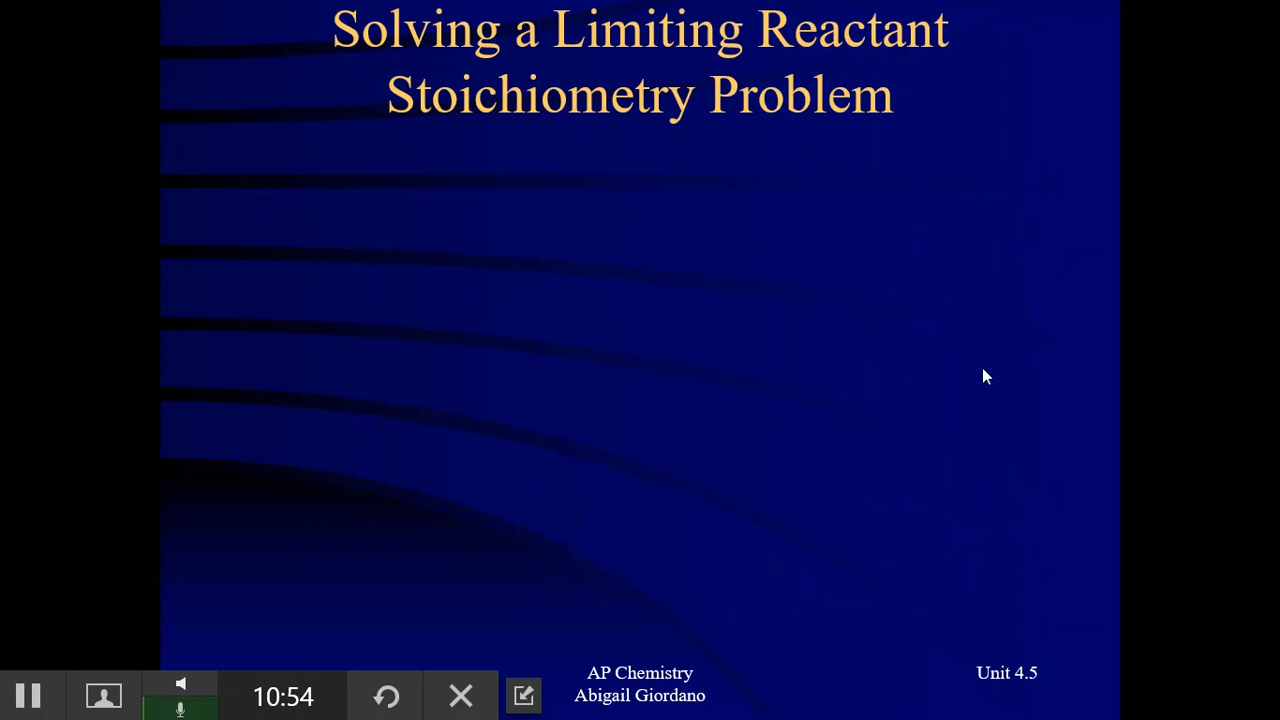 Solving a Limiting Reactant
Stoichiometry Problem
AP Chemistry
Abigail Giordano
Unit 4.5
10:54